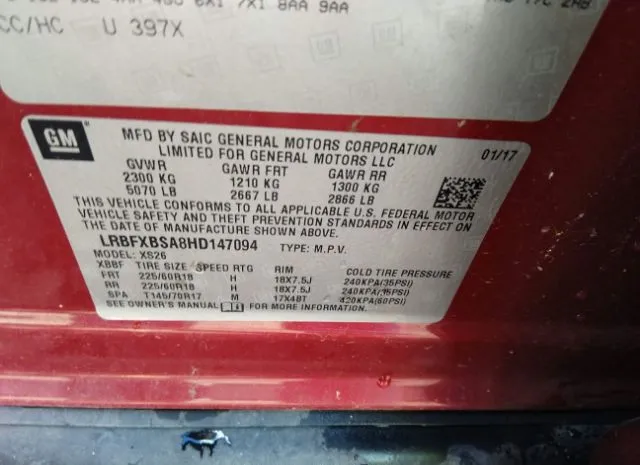 CC/HC U 397X
GM
MFD BY SAIC GENERAL MOTORS CORPORATION
LIMITED FOR GENERAL MOTORS LLC
01/17
GVWR GAWR FRT GAWR RR
2300 KG 1210 KG 1300 KG
5070 LB 2667 LB 2866 LB
THIS VEHICLE CONFORMS TO ALL APPLICABLE U.S. FEDERAL MOTOR
VEHICLE SAFETY AND THEFT PREVENTION STANDARDS IN EFFECT ON
THE DATE OF MANUFACTURE SHOWN ABOVE.
LRBFXBSA8HD147094 TYPE: M.P.V.
MODEL: XS26
XBBF TIRE SIZE SPEED RTG RIM COLD TIRE PRESSURE
FRT 225/60R18 H 18X7.5J 240KPA(35PSI)
RR 225/60R18 H 18X7.5J 240KPA(35PSI)
SPA T145/70R17 M 17X4BT 420KPA(60PSI)
SEE OWNER'S MANUAL FOR MORE INFORMATION.